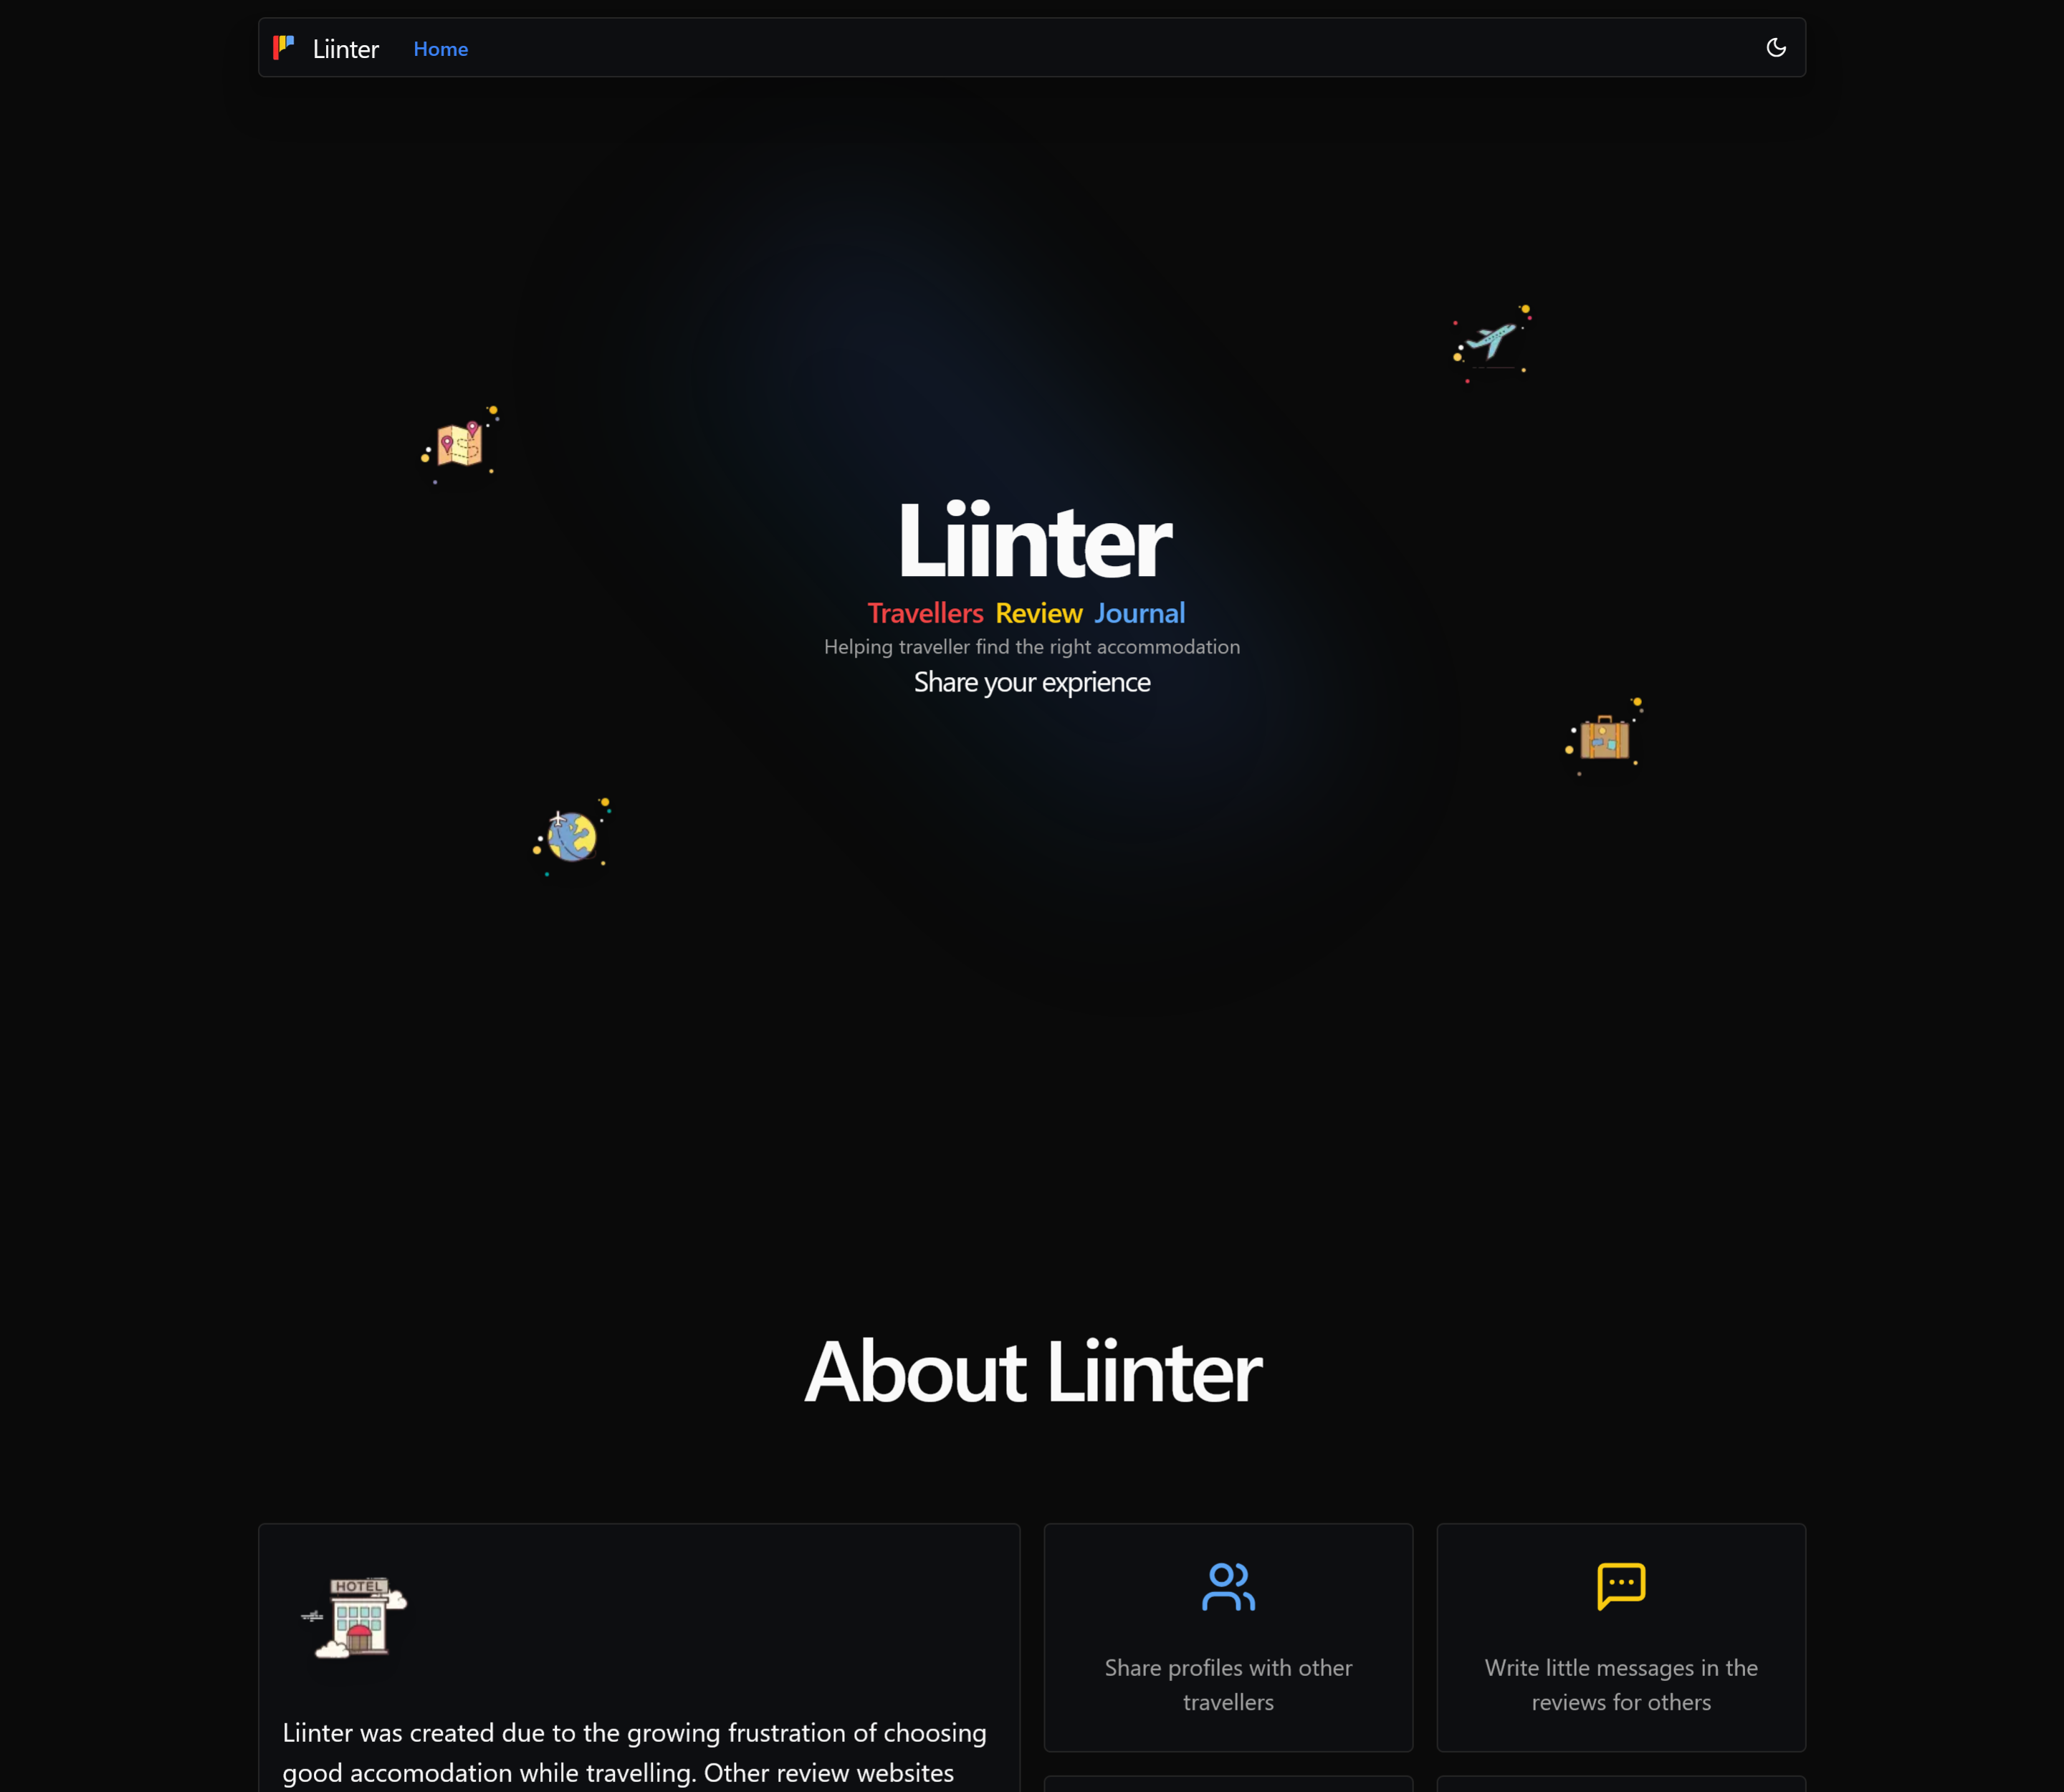 Liinter
Home
Liinter
Travellers Review Journal
Helping traveller find the right accommodation
Share your exprience
About Liinter
HOTEL
Liinter was created due to the growing frustration of choosing
good accomodation while travelling. Other review websites
Share profiles with other
travellers
Write little messages in the
reviews for others